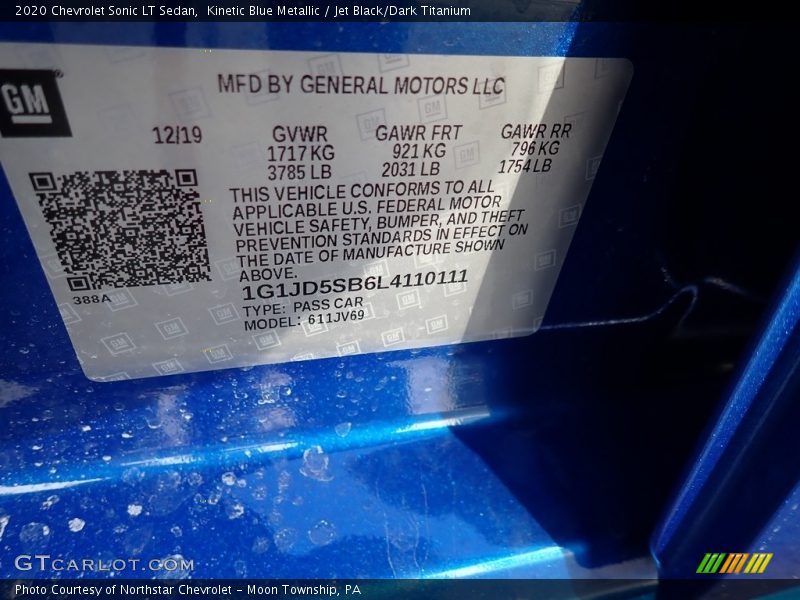 2020 Chevrolet Sonic LT Sedan, Kinetic Blue Metallic / Jet Black/Dark Titanium
GM
MFD BY GENERAL MOTORS LLC
12/19 GVWR GAWR FRT GAWR RR
1717 KG 921 KG 796 KG
3785 LB 2031 LB 1754 LB
THIS VEHICLE CONFORMS TO ALL
APPLICABLE U.S. FEDERAL MOTOR
VEHICLE SAFETY, BUMPER, AND THEFT
PREVENTION STANDARDS IN EFFECT ON
THE DATE OF MANUFACTURE SHOWN
ABOVE.
388A
1G1JD5SB6L4110111
TYPE: PASS CAR
MODEL: 611JV69
GTCARLOT.COM
Photo Courtesy of Northstar Chevrolet - Moon Township, PA